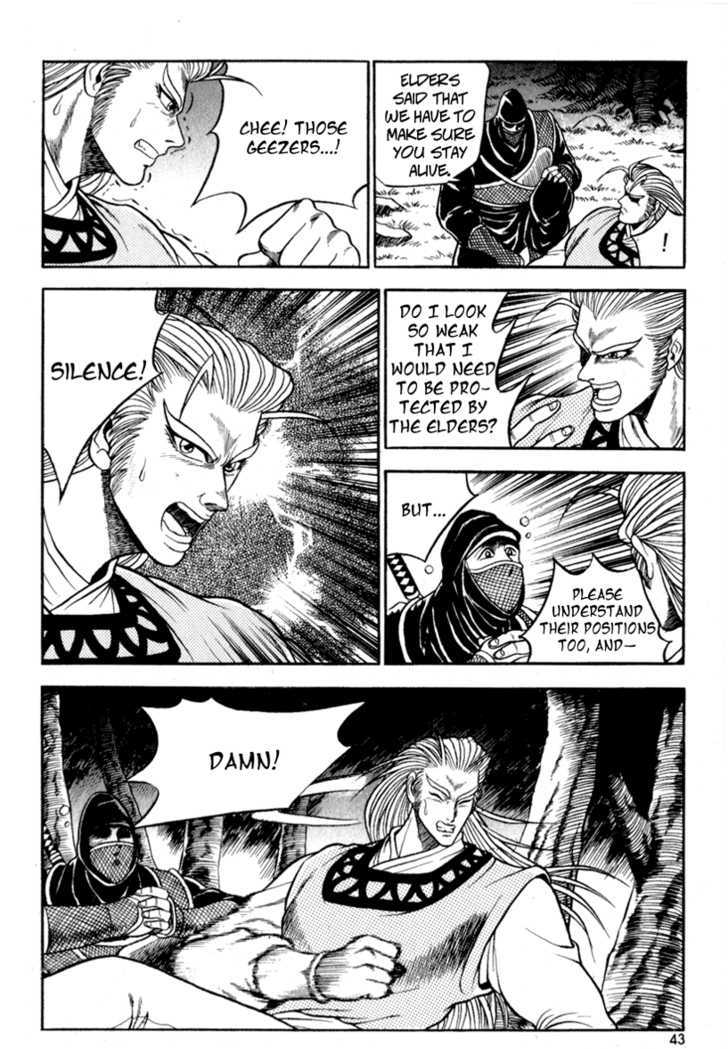 ELDERS
SAID THAT
WE HAVE TO
MAKE SURE
YOU STAY
ALIVE.
!
CHEE! THOSE
GEEZERS...!
DO I LOOK
SO WEAK
THAT I
WOULD NEED
TO BE PRO-
TECTED BY
THE ELDERS?
BUT...
PLEASE
UNDERSTAND
THEIR POSITIONS
TOO, AND—
SILENCE!
DAMN!
43